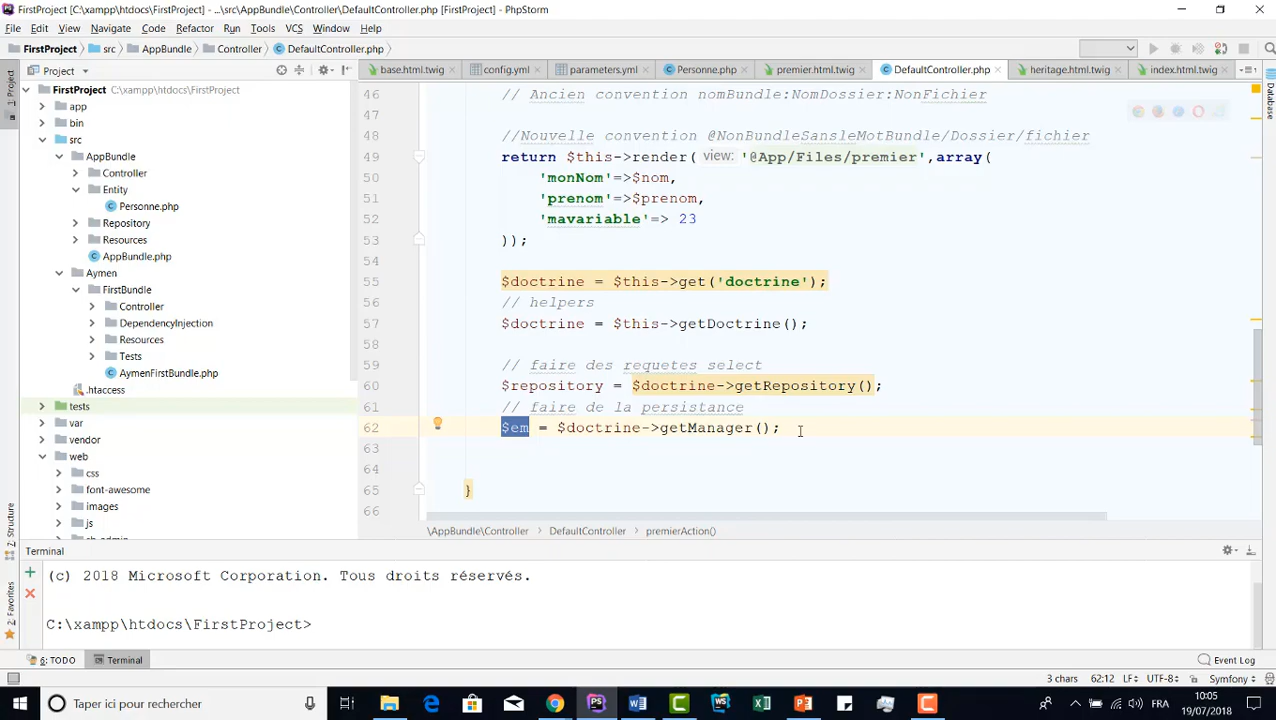 FirstProject [C:\xampp\htdocs\FirstProject] - ...\src\AppBundle\Controller\DefaultController.php [FirstProject] - PhpStorm
File Edit View Navigate Code Refactor Run Tools VCS Window Help
FirstProject src AppBundle Controller DefaultController.php
Project
base.html.twig config.yml parameters.yml Personne.php premier.html.twig DefaultController.php heritage.html.twig index.html.twig
1: Project
Database
FirstProject C:\xampp\htdocs\FirstProject
app
bin
src
AppBundle
Controller
Entity
Personne.php
Repository
Resources
AppBundle.php
Aymen
FirstBundle
Controller
DependencyInjection
Resources
Tests
AymenFirstBundle.php
.htaccess
tests
var
vendor
web
css
font-awesome
images
js
46 // Ancien convention nomBundle:NomDossier:NonFichier
47
48 //Nouvelle convention @NonBundleSansleMotBundle/Dossier/fichier
49 return $this->render( view: '@App/Files/premier',array(
50 'monNom'=>$nom,
51 'prenom'=>$prenom,
52 'mavariable'=> 23
53 ));
54
55 $doctrine = $this->get('doctrine');
56 // helpers
57 $doctrine = $this->getDoctrine();
58
59 // faire des requetes select
60 $repository = $doctrine->getRepository();
61 // faire de la persistance
62 $em = $doctrine->getManager();
63
64
65 }
66
\AppBundle\Controller DefaultController premierAction()
Z: Structure
2: Favorites
Terminal
(c) 2018 Microsoft Corporation. Tous droits réservés.
C:\xampp\htdocs\FirstProject>
6: TODO Terminal Event Log
3 chars 62:12 LF÷ UTF-8÷ Symfony÷
Taper ici pour rechercher
FRA
10:05
19/07/2018